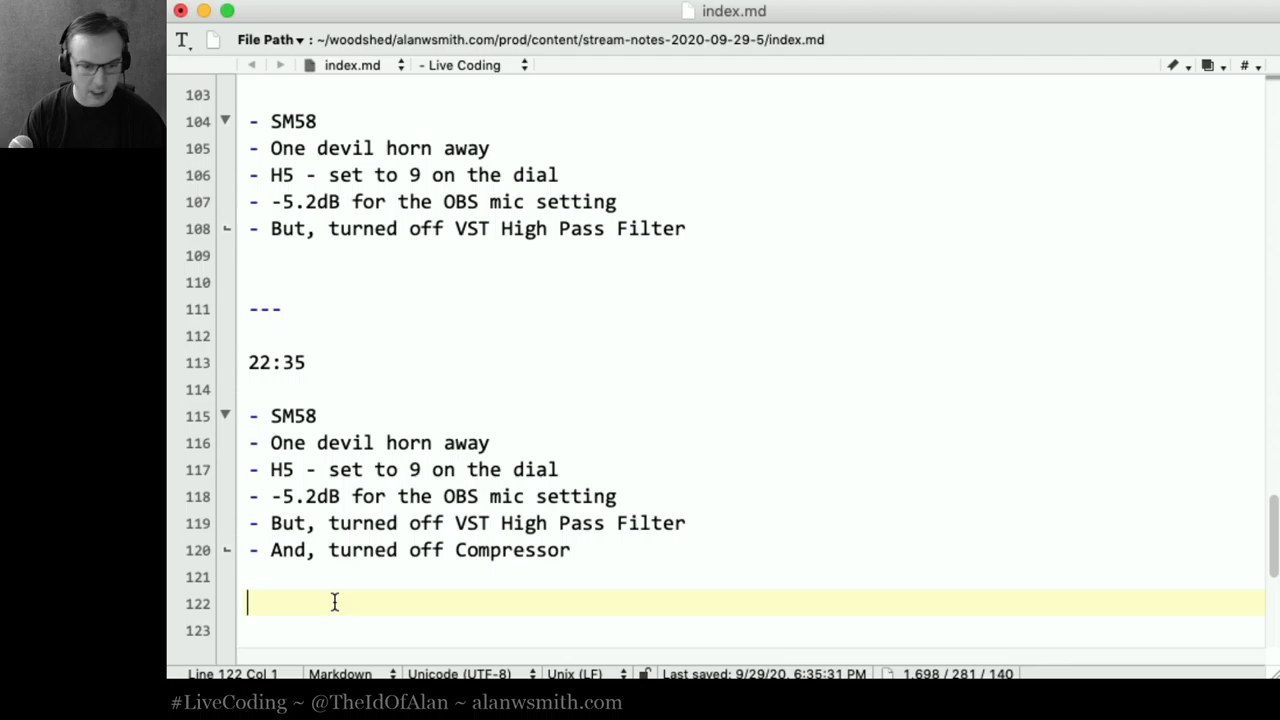 index.md
File Path : ~/woodshed/alanwsmith.com/prod/content/stream-notes-2020-09-29-5/index.md
index.md - Live Coding #
103
104 - SM58
105 - One devil horn away
106 - H5 - set to 9 on the dial
107 - -5.2dB for the OBS mic setting
108 - But, turned off VST High Pass Filter
109
110
111 ---
112
113 22:35
114
115 - SM58
116 - One devil horn away
117 - H5 - set to 9 on the dial
118 - -5.2dB for the OBS mic setting
119 - But, turned off VST High Pass Filter
120 - And, turned off Compressor
121
122
123
Line 122 Col 1 Markdown Unicode (UTF-8) Unix (LF) Last saved: 9/29/20, 6:35:31 PM 1,698 / 281 / 140
#LiveCoding ~ @TheIdOfAlan ~ alanwsmith.com